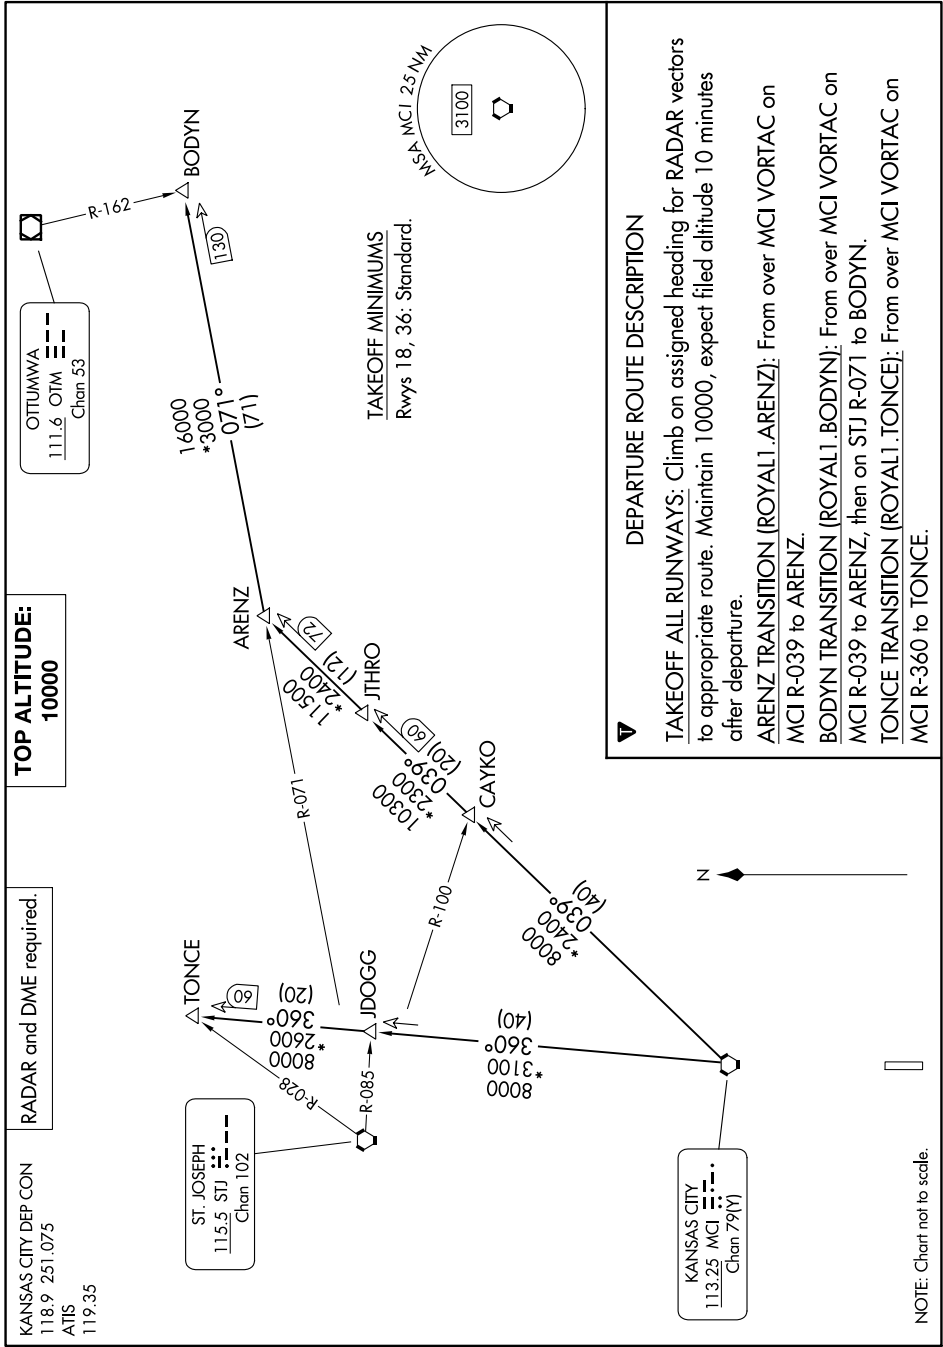 KANSAS CITY DEP CON
118.9 251.075
ATIS
119.35
RADAR and DME required.
TOP ALTITUDE:
10000
OTTUMWA
111.6 OTM
Chan 53
R-162
BODYN
130
16000
*3000
071°
(71)
ARENZ
72
11500
*2400
(12)
JTHRO
60
10300
*2300
039°
(20)
CAYKO
R-071
R-100
8000
*2400
039°
(40)
TONCE
60
8000
*2600
360°
(20)
JDOGG
R-028
R-085
8000
*3100
360°
(40)
ST. JOSEPH
115.5 STJ
Chan 102
KANSAS CITY
113.25 MCI
Chan 79(Y)
N
NOTE: Chart not to scale.
TAKEOFF MINIMUMS
Rwys 18, 36: Standard.
MSA MCI 25 NM
3100
T
DEPARTURE ROUTE DESCRIPTION
TAKEOFF ALL RUNWAYS: Climb on assigned heading for RADAR vectors
to appropriate route. Maintain 10000, expect filed altitude 10 minutes
after departure.
ARENZ TRANSITION (ROYAL1.ARENZ): From over MCI VORTAC on
MCI R-039 to ARENZ.
BODYN TRANSITION (ROYAL1.BODYN): From over MCI VORTAC on
MCI R-039 to ARENZ, then on STJ R-071 to BODYN.
TONCE TRANSITION (ROYAL1.TONCE): From over MCI VORTAC on
MCI R-360 to TONCE.